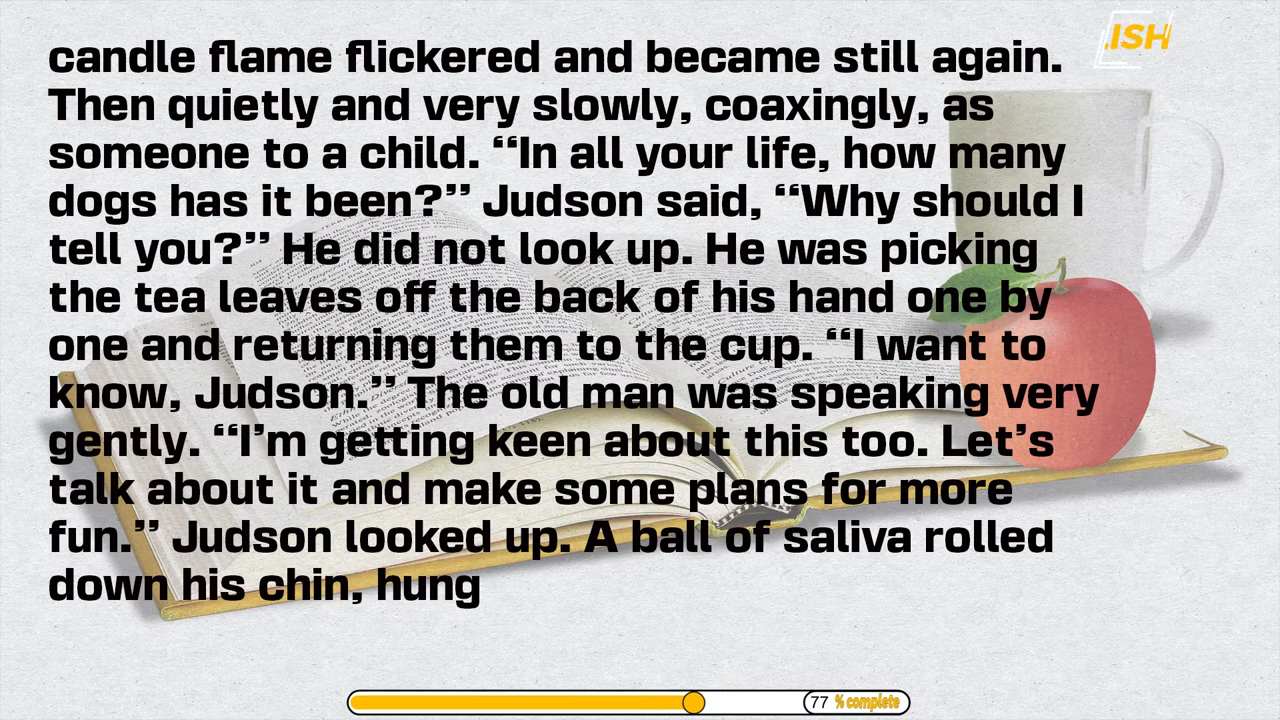 .ISH
candle flame flickered and became still again.
Then quietly and very slowly, coaxingly, as
someone to a child. “In all your life, how many
dogs has it been?” Judson said, “Why should I
tell you?” He did not look up. He was picking
the tea leaves off the back of his hand one by
one and returning them to the cup. “I want to
know, Judson.” The old man was speaking very
gently. “I’m getting keen about this too. Let’s
talk about it and make some plans for more
fun.” Judson looked up. A ball of saliva rolled
down his chin, hung
77 % complete